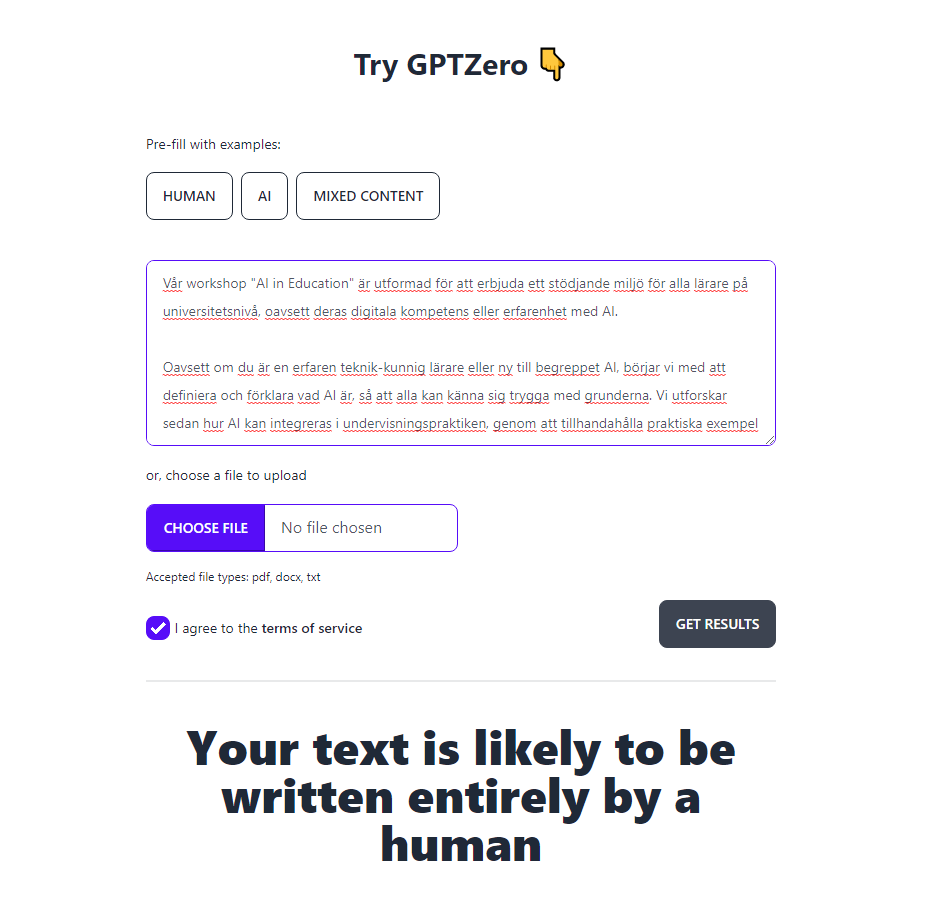 Try GPTZero 👇
Pre-fill with examples:
HUMAN
AI
MIXED CONTENT
Vår workshop "AI in Education" är utformad för att erbjuda ett stödjande miljö för alla lärare på
universitetsnivå, oavsett deras digitala kompetens eller erfarenhet med AI.
Oavsett om du är en erfaren teknik-kunnig lärare eller ny till begreppet AI, börjar vi med att
definiera och förklara vad AI är, så att alla kan känna sig trygga med grunderna. Vi utforskar
sedan hur AI kan integreras i undervisningspraktiken, genom att tillhandahålla praktiska exempel
or, choose a file to upload
CHOOSE FILE
No file chosen
Accepted file types: pdf, docx, txt
I agree to the terms of service
GET RESULTS
Your text is likely to be
written entirely by a
human